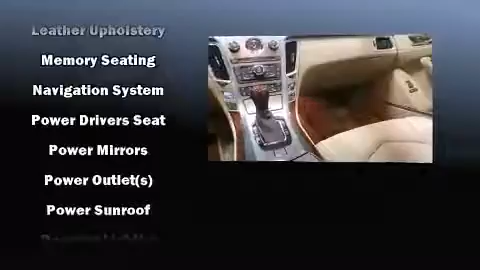 Leather Upholstery
Memory Seating
Navigation System
Power Drivers Seat
Power Mirrors
Power Outlet(s)
Power Sunroof